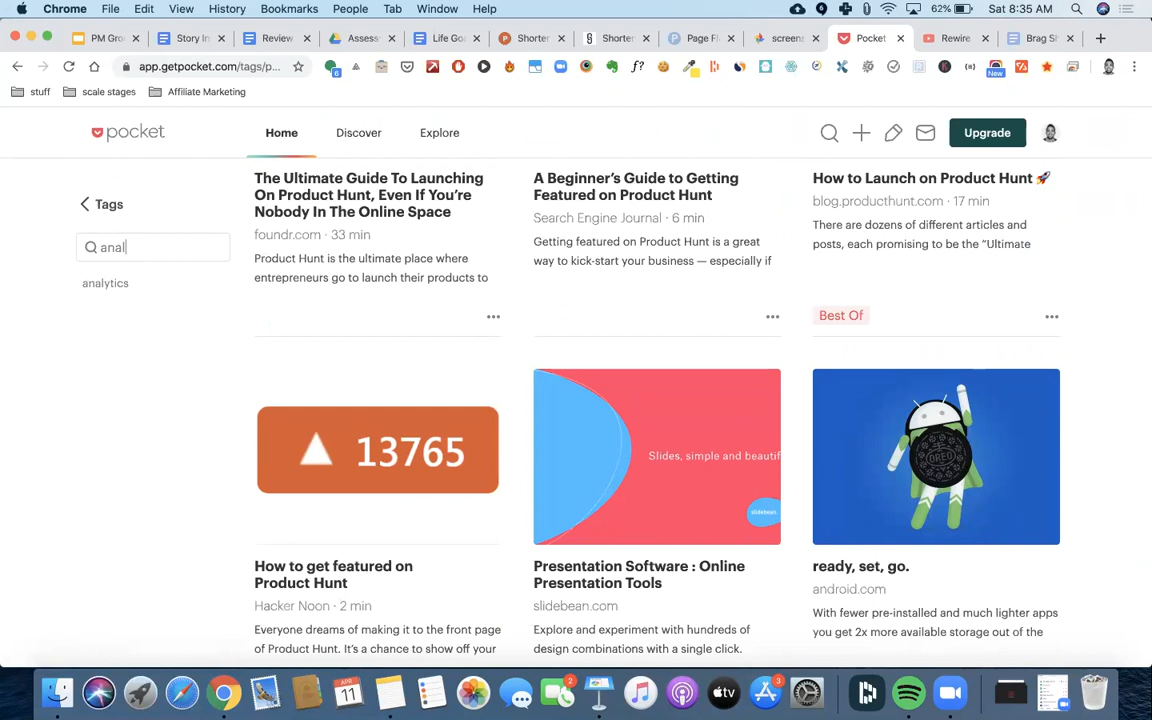 Chrome File Edit View History Bookmarks People Tab Window Help 62% Sat 8:35 AM
PM Gro Story In Review Assess Life Go Shorter Shorte Page Fl screens Pocket Rewire Brag Sh
app.getpocket.com/tags/p... 6 f? New
stuff scale stages Affiliate Marketing
pocket Home Discover Explore Upgrade
Tags
anal
analytics
The Ultimate Guide To Launching
On Product Hunt, Even If You're
Nobody In The Online Space
foundr.com · 33 min
Product Hunt is the ultimate place where
entrepreneurs go to launch their products to
A Beginner's Guide to Getting
Featured on Product Hunt
Search Engine Journal · 6 min
Getting featured on Product Hunt is a great
way to kick-start your business — especially if
How to Launch on Product Hunt 🚀
blog.producthunt.com · 17 min
There are dozens of different articles and
posts, each promising to be the “Ultimate
Best Of
13765
How to get featured on
Product Hunt
Hacker Noon · 2 min
Everyone dreams of making it to the front page
of Product Hunt. It's a chance to show off your
Slides, simple and beautif
slidebean.
Presentation Software : Online
Presentation Tools
slidebean.com
Explore and experiment with hundreds of
design combinations with a single click.
OREO
ready, set, go.
android.com
With fewer pre-installed and much lighter apps
you get 2x more available storage out of the
APR
11
2
tv
3